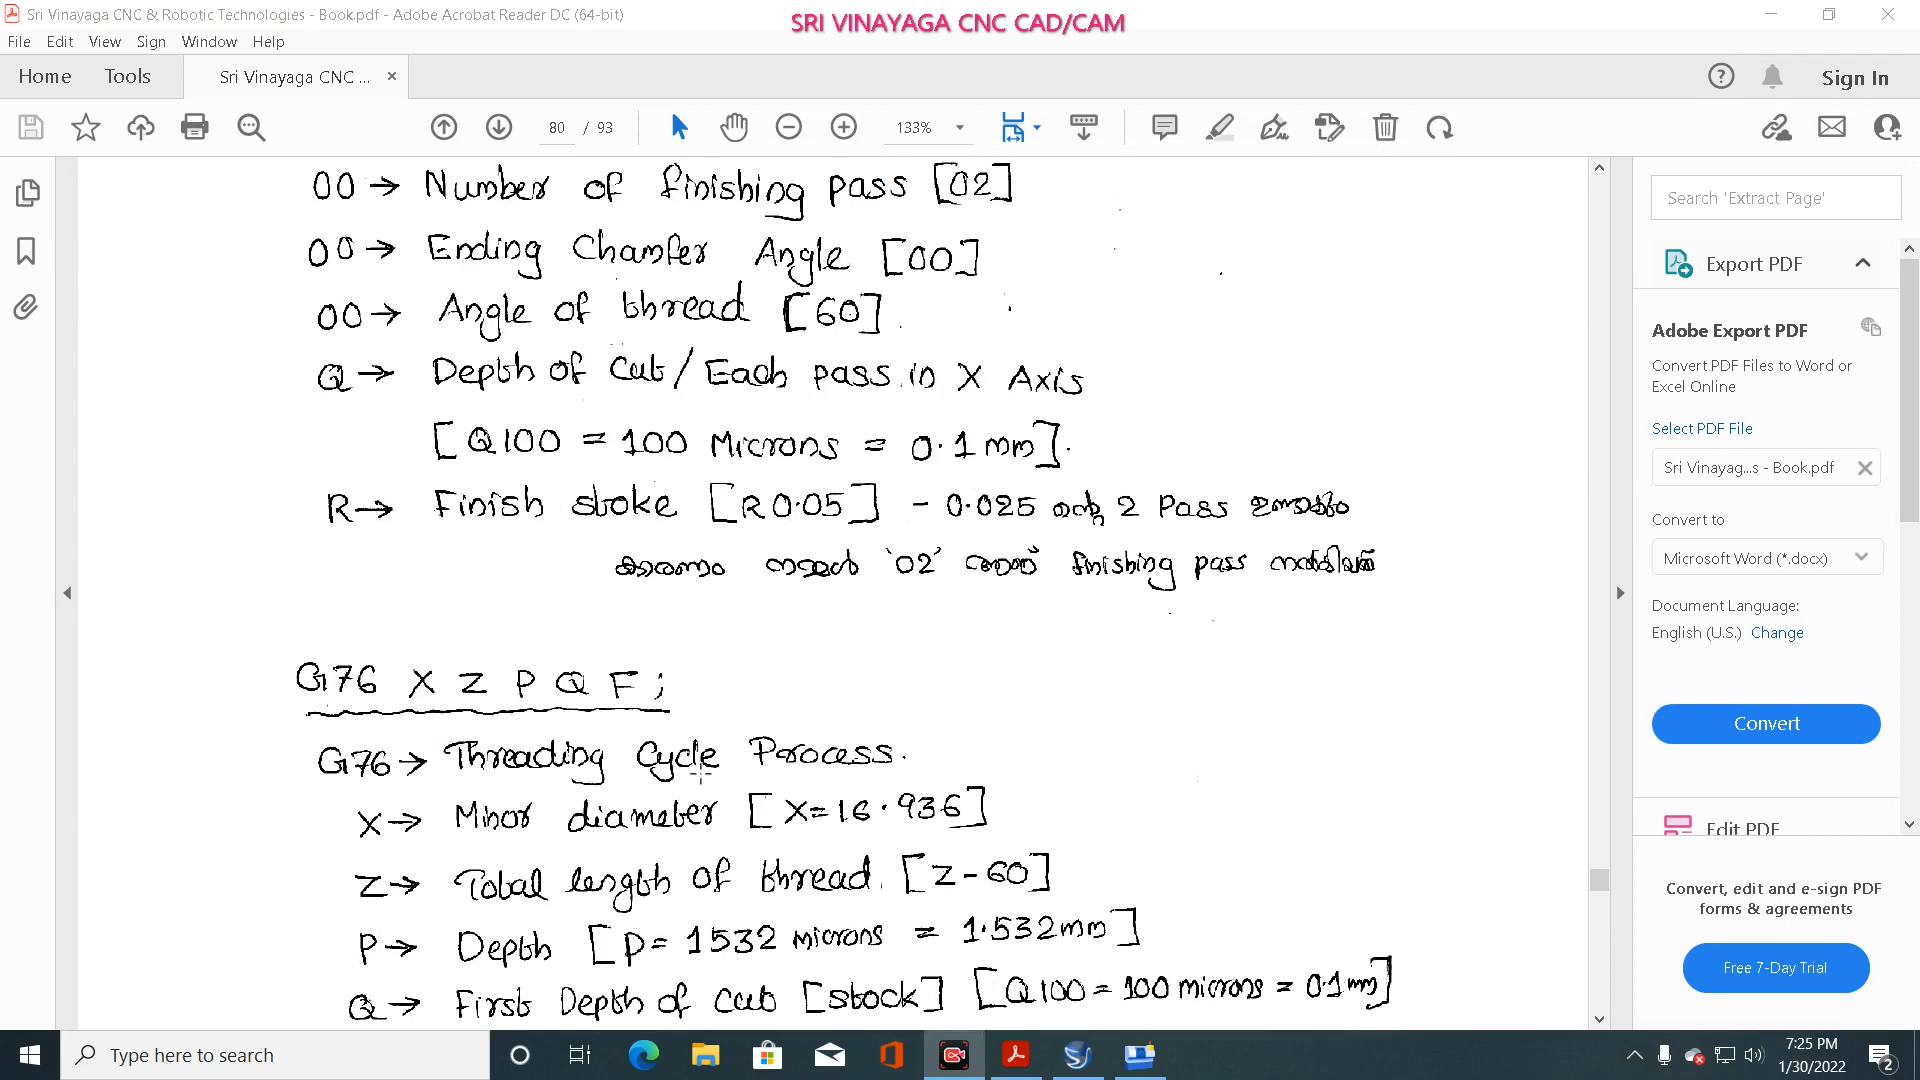 Sri Vinayaga CNC & Robotic Technologies - Book.pdf - Adobe Acrobat Reader DC (64-bit)
SRI VINAYAGA CNC CAD/CAM
File Edit View Sign Window Help
Home Tools Sri Vinayaga CNC ... × Sign In
80 / 93 133%
00 → Number of finishing pass [02]
00 → Ending Chamfer Angle [00]
00 → Angle of thread [60]
Q → Depth of Cut / Each pass in X Axis
[Q100 = 100 Microns = 0.1 mm].
R → Finish stoke [R 0.05] - 0.025 2 Pass
'02' finishing pass
G76 X Z P Q F ;
G76 → Threading Cycle Process.
X → Minor diameter [X=16.936]
Z → Total length of thread. [Z-60]
P → Depth [P= 1532 microns = 1.532mm]
Q → First Depth of Cut [stock] [Q100 = 100 microns = 0.1mm]
Search 'Extract Page'
Export PDF
Adobe Export PDF
Convert PDF Files to Word or
Excel Online
Select PDF File
Sri Vinayag...s - Book.pdf
Convert to
Microsoft Word (*.docx)
Document Language:
English (U.S.) Change
Convert
Edit PDF
Convert, edit and e-sign PDF
forms & agreements
Free 7-Day Trial
Type here to search
7:25 PM
1/30/2022
2